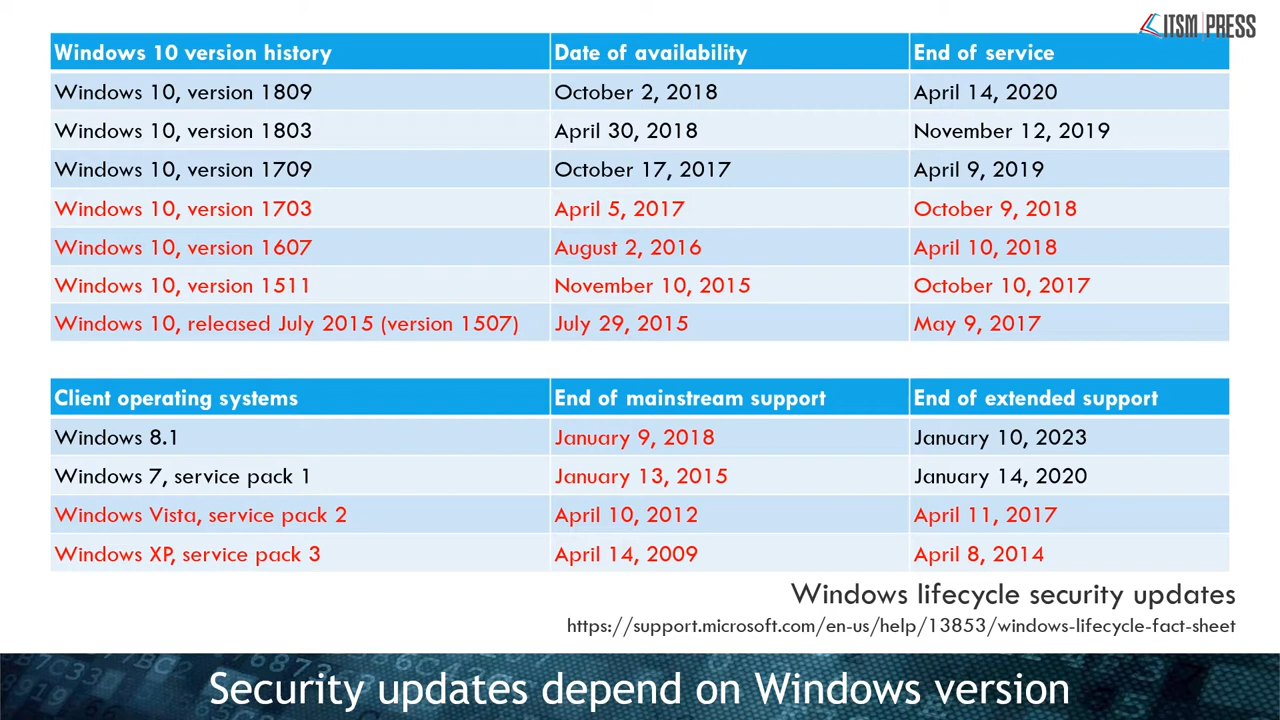 ITSM PRESS
Windows 10 version history Date of availability End of service
Windows 10, version 1809 October 2, 2018 April 14, 2020
Windows 10, version 1803 April 30, 2018 November 12, 2019
Windows 10, version 1709 October 17, 2017 April 9, 2019
Windows 10, version 1703 April 5, 2017 October 9, 2018
Windows 10, version 1607 August 2, 2016 April 10, 2018
Windows 10, version 1511 November 10, 2015 October 10, 2017
Windows 10, released July 2015 (version 1507) July 29, 2015 May 9, 2017
Client operating systems End of mainstream support End of extended support
Windows 8.1 January 9, 2018 January 10, 2023
Windows 7, service pack 1 January 13, 2015 January 14, 2020
Windows Vista, service pack 2 April 10, 2012 April 11, 2017
Windows XP, service pack 3 April 14, 2009 April 8, 2014
Windows lifecycle security updates
https://support.microsoft.com/en-us/help/13853/windows-lifecycle-fact-sheet
Security updates depend on Windows version